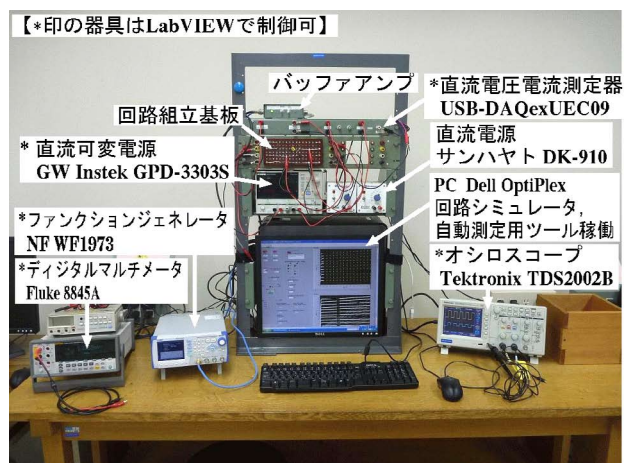 【*印の器具はLabVIEWで制御可】
バッファアンプ
*直流電圧電流測定器
USB-DAQexUEC09
回路組立基板
直流電源
サンハヤト DK-910
* 直流可変電源
GW Instek GPD-3303S
PC Dell OptiPlex
回路シミュレータ,
自動測定用ツール稼働
*ファンクションジェネレータ
NF WF1973
*オシロスコープ
Tektronix TDS2002B
*ディジタルマルチメータ
Fluke 8845A